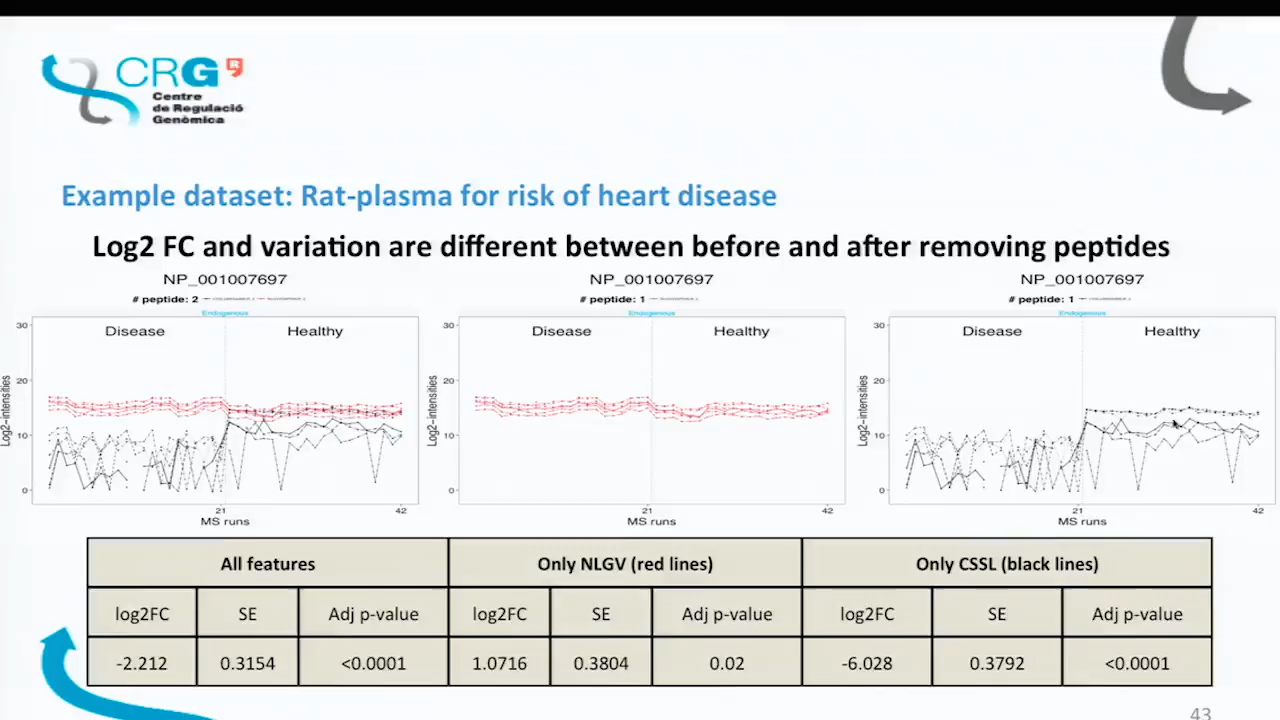 CRG R
Centre
de Regulació
Genòmica
Example dataset: Rat-plasma for risk of heart disease
Log2 FC and variation are different between before and after removing peptides
NP_001007697
# peptide: 2
Endogenous
Disease
Healthy
30
20
10
0
Log2-intensities
21
42
MS runs
NP_001007697
# peptide: 1
Endogenous
Disease
Healthy
30
20
10
0
Log2-intensities
21
42
MS runs
NP_001007697
# peptide: 1
Endogenous
Disease
Healthy
30
20
10
0
Log2-intensities
21
42
MS runs
All features Only NLGV (red lines) Only CSSL (black lines)
log2FC SE Adj p-value log2FC SE Adj p-value log2FC SE Adj p-value
-2.212 0.3154 <0.0001 1.0716 0.3804 0.02 -6.028 0.3792 <0.0001
43